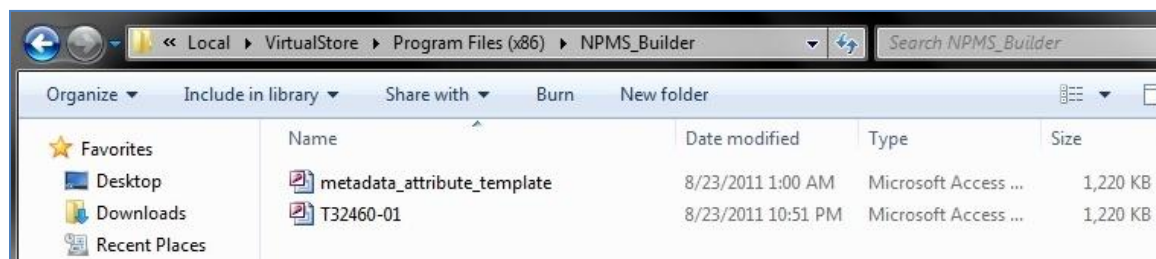 « Local ▸ VirtualStore ▸ Program Files (x86) ▸ NPMS_Builder
Search NPMS_Builder
Organize ▾ Include in library ▾ Share with ▾ Burn New folder
Favorites
Desktop
Downloads
Recent Places
Name Date modified Type Size
metadata_attribute_template 8/23/2011 1:00 AM Microsoft Access ... 1,220 KB
T32460-01 8/23/2011 10:51 PM Microsoft Access ... 1,220 KB